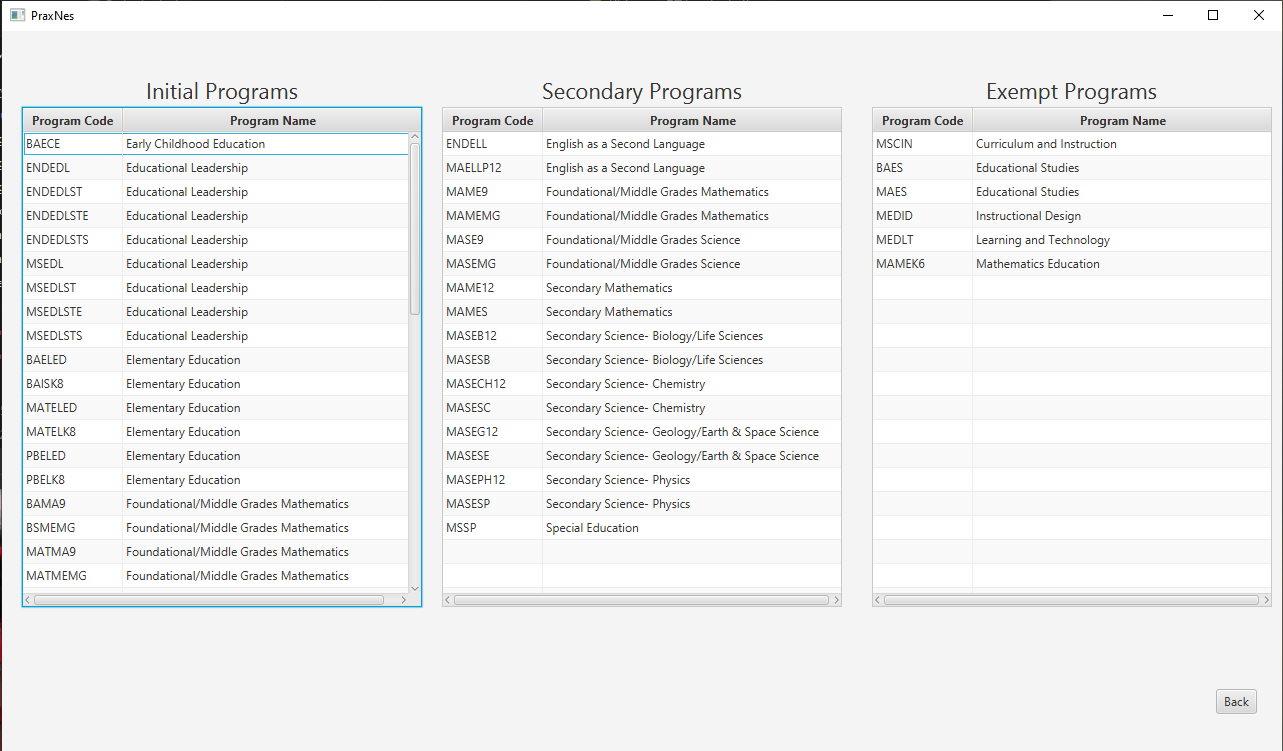 PraxNes
Initial Programs
Program Code Program Name
BAECE Early Childhood Education
ENDEDL Educational Leadership
ENDEDLST Educational Leadership
ENDEDLSTE Educational Leadership
ENDEDLSTS Educational Leadership
MSEDL Educational Leadership
MSEDLST Educational Leadership
MSEDLSTE Educational Leadership
MSEDLSTS Educational Leadership
BAELED Elementary Education
BAISK8 Elementary Education
MATELED Elementary Education
MATELK8 Elementary Education
PBELED Elementary Education
PBELK8 Elementary Education
BAMA9 Foundational/Middle Grades Mathematics
BSMEMG Foundational/Middle Grades Mathematics
MATMA9 Foundational/Middle Grades Mathematics
MATMEMG Foundational/Middle Grades Mathematics
Secondary Programs
Program Code Program Name
ENDELL English as a Second Language
MAELLP12 English as a Second Language
MAME9 Foundational/Middle Grades Mathematics
MAMEMG Foundational/Middle Grades Mathematics
MASE9 Foundational/Middle Grades Science
MASEMG Foundational/Middle Grades Science
MAME12 Secondary Mathematics
MAMES Secondary Mathematics
MASEB12 Secondary Science- Biology/Life Sciences
MASESB Secondary Science- Biology/Life Sciences
MASECH12 Secondary Science- Chemistry
MASESC Secondary Science- Chemistry
MASEG12 Secondary Science- Geology/Earth & Space Science
MASESE Secondary Science- Geology/Earth & Space Science
MASEPH12 Secondary Science- Physics
MASESP Secondary Science- Physics
MSSP Special Education
Exempt Programs
Program Code Program Name
MSCIN Curriculum and Instruction
BAES Educational Studies
MAES Educational Studies
MEDID Instructional Design
MEDLT Learning and Technology
MAMEK6 Mathematics Education
Back